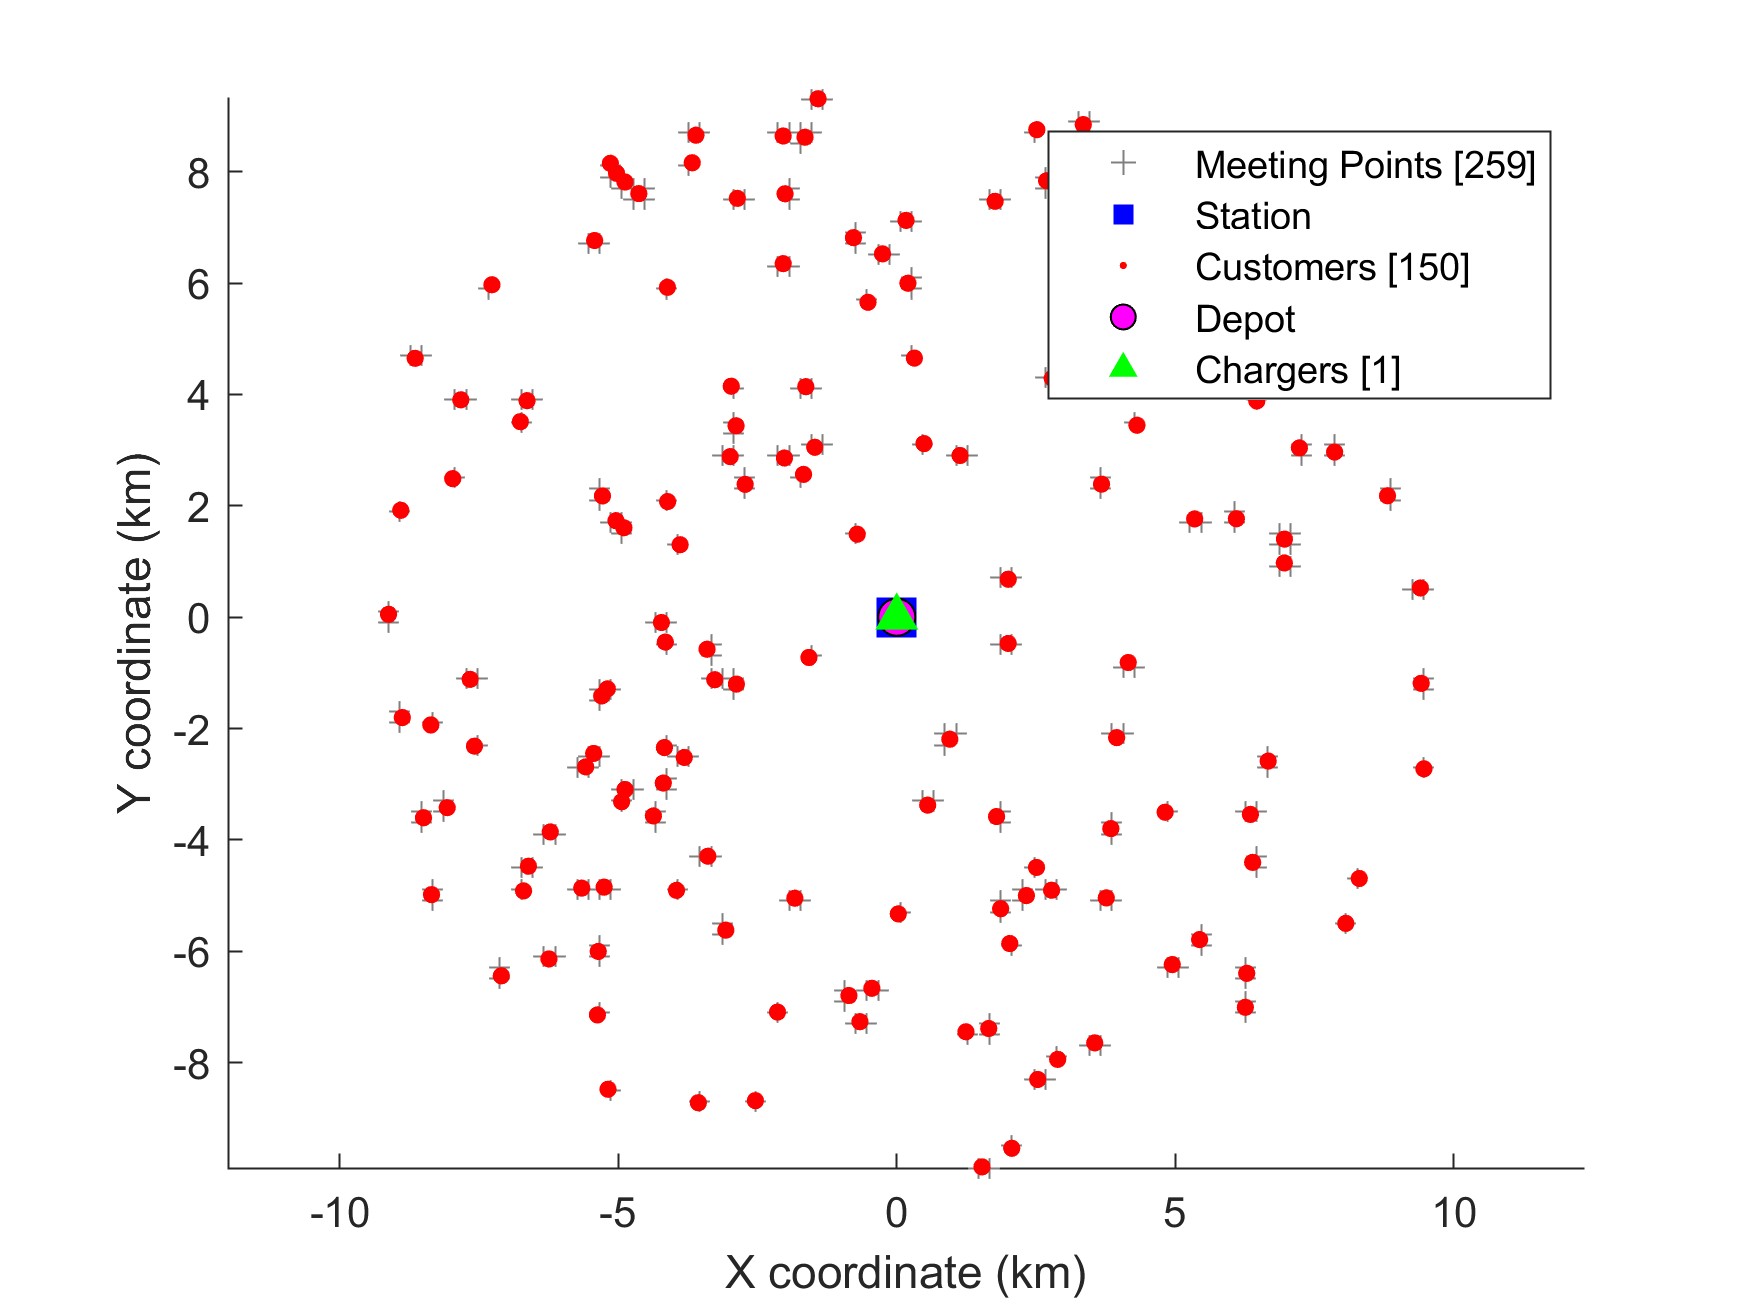 Meeting Points [259]
Station
Customers [150]
Depot
Chargers [1]
8
6
4
2
0
-2
-4
-6
-8
Y coordinate (km)
-10
-5
0
5
10
X coordinate (km)